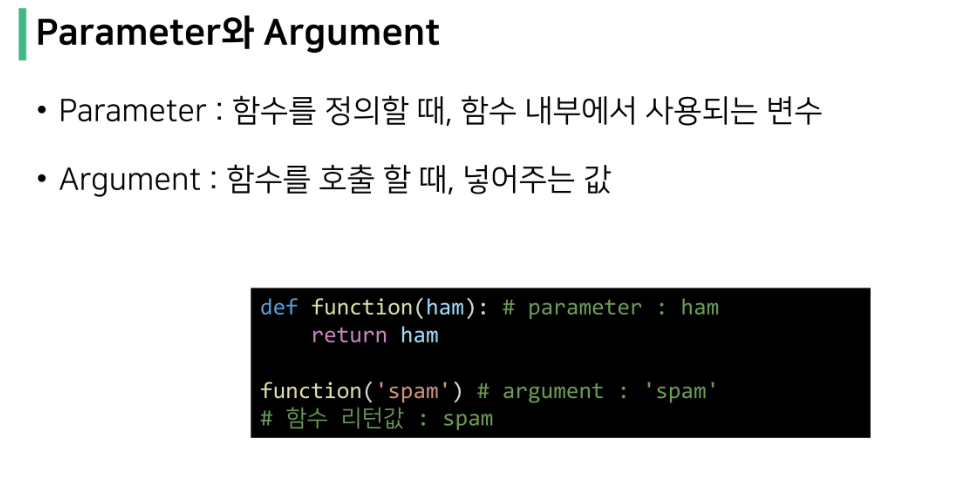 Parameter와 Argument
• Parameter : 함수를 정의할 때, 함수 내부에서 사용되는 변수
• Argument : 함수를 호출 할 때, 넣어주는 값
def function(ham): # parameter : ham
    return ham
function('spam') # argument : 'spam'
# 함수 리턴값 : spam